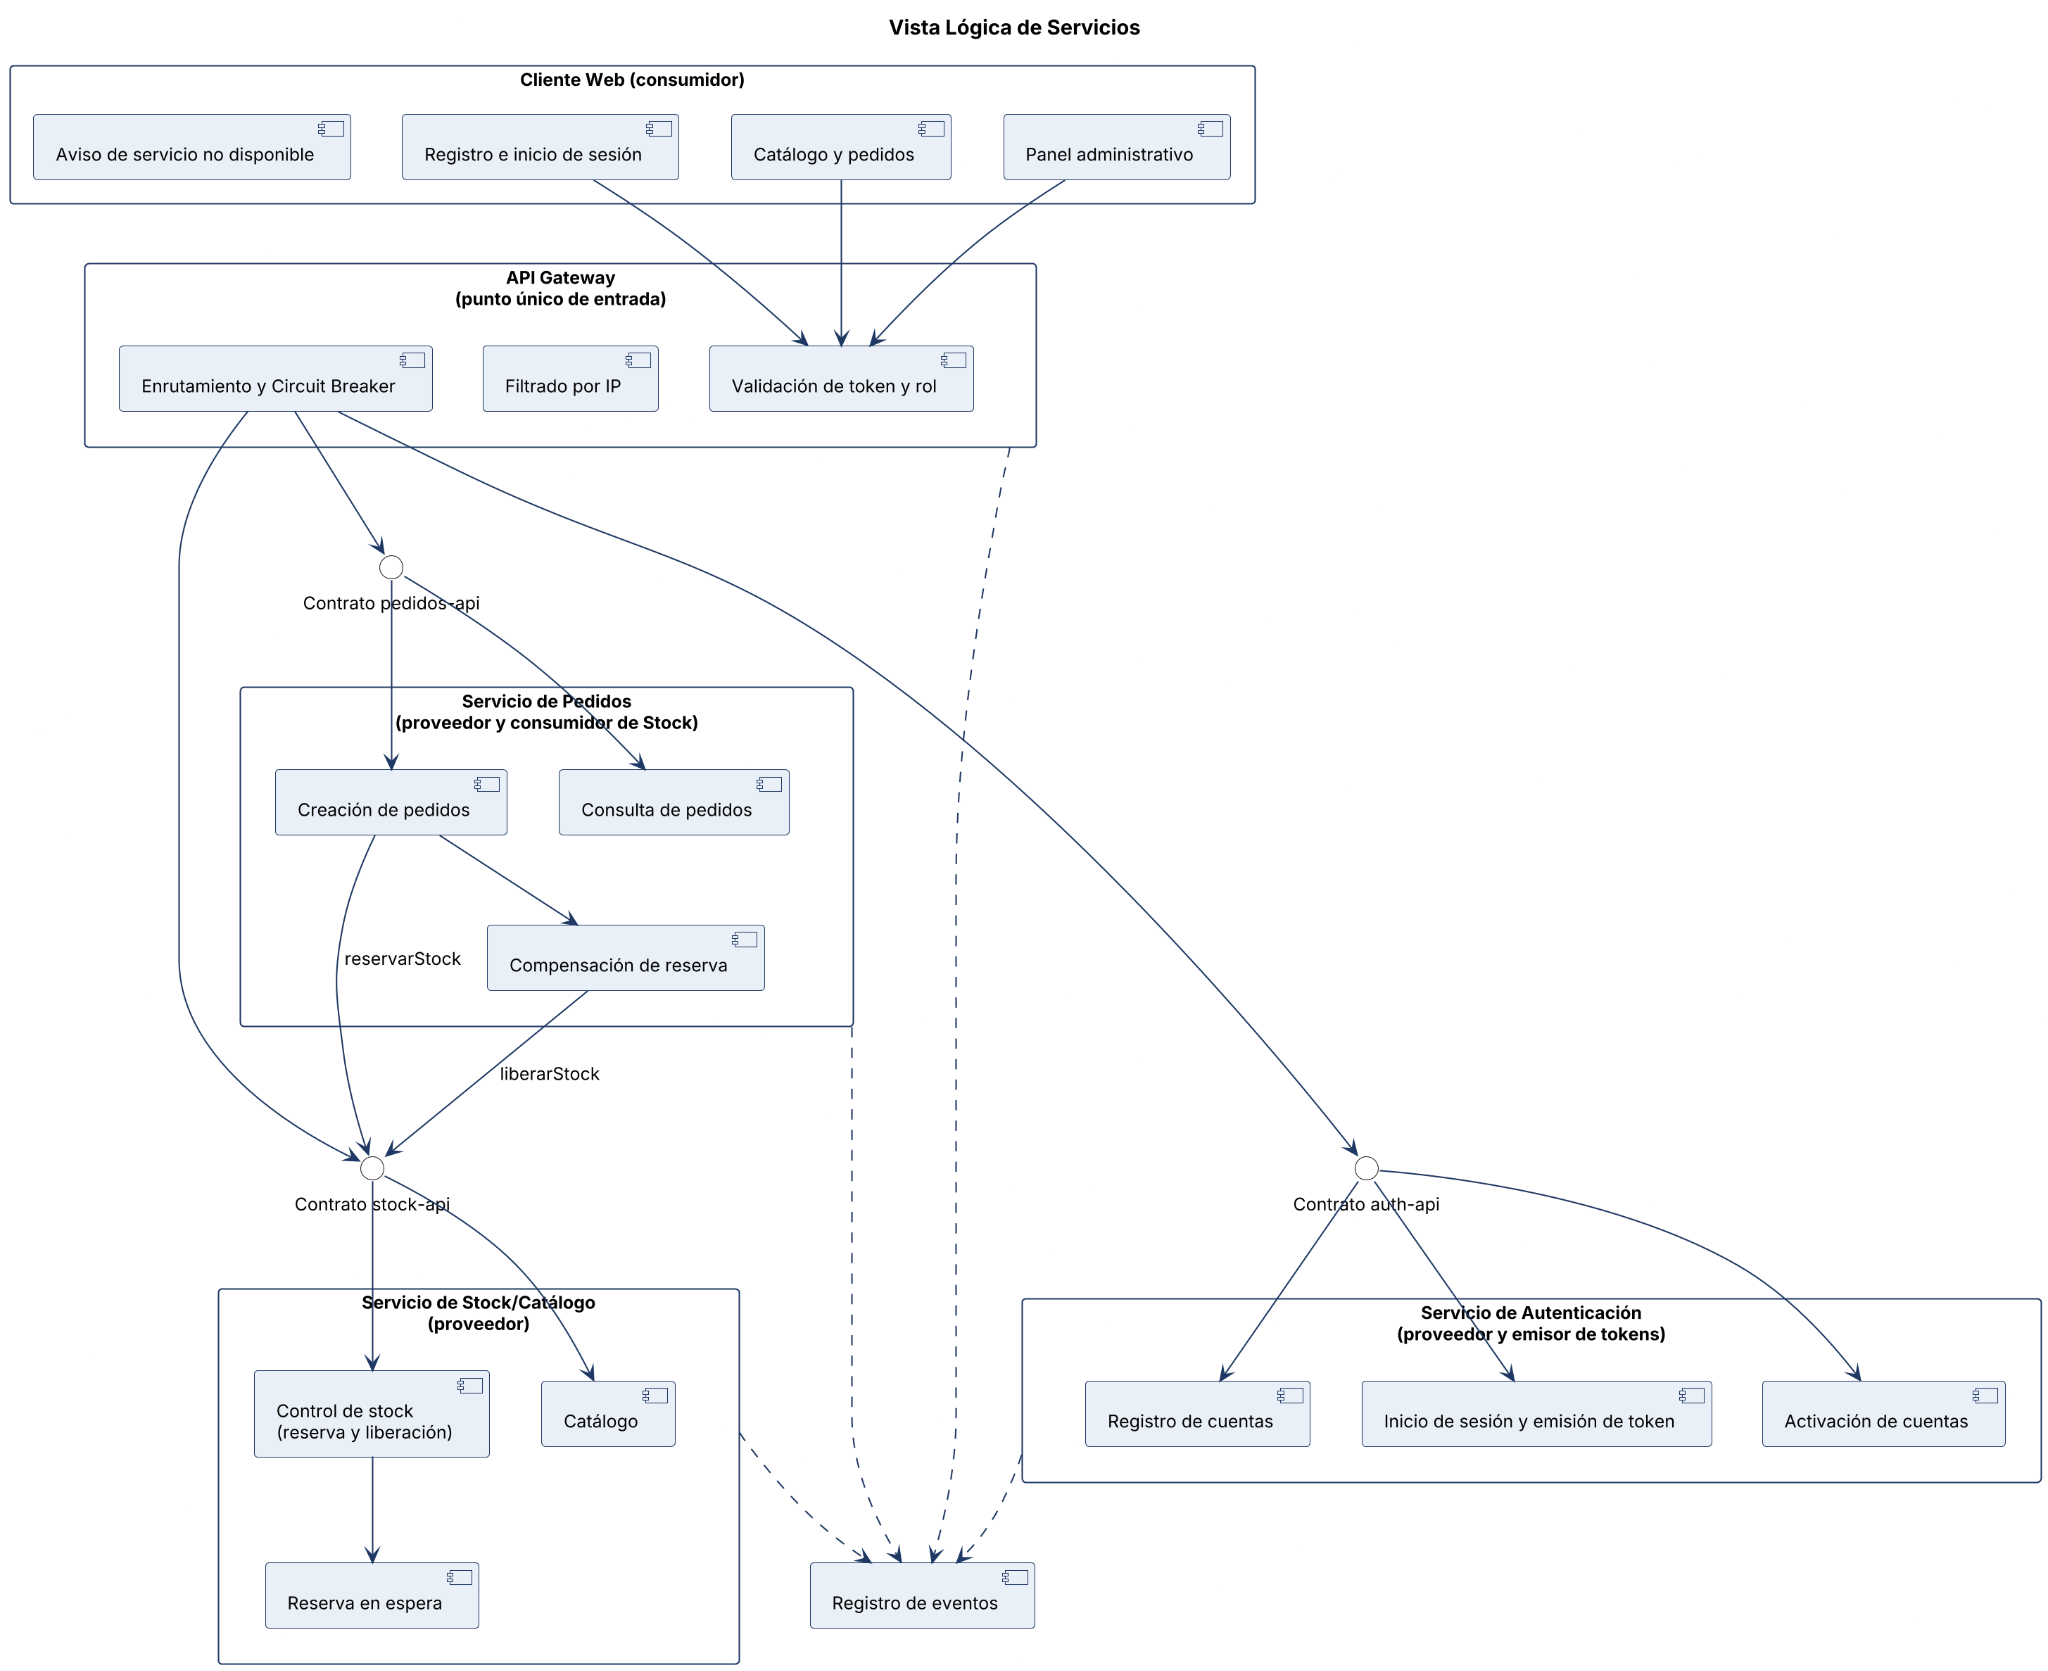 Vista Lógica de Servicios
Cliente Web (consumidor)
Aviso de servicio no disponible
Registro e inicio de sesión
Catálogo y pedidos
Panel administrativo
API Gateway
(punto único de entrada)
Enrutamiento y Circuit Breaker
Filtrado por IP
Validación de token y rol
Contrato pedidos-api
Servicio de Pedidos
(proveedor y consumidor de Stock)
Creación de pedidos
Consulta de pedidos
reservarStock
Compensación de reserva
liberarStock
Contrato stock-api
Contrato auth-api
Servicio de Stock/Catálogo
(proveedor)
Servicio de Autenticación
(proveedor y emisor de tokens)
Control de stock
(reserva y liberación)
Catálogo
Registro de cuentas
Inicio de sesión y emisión de token
Activación de cuentas
Reserva en espera
Registro de eventos